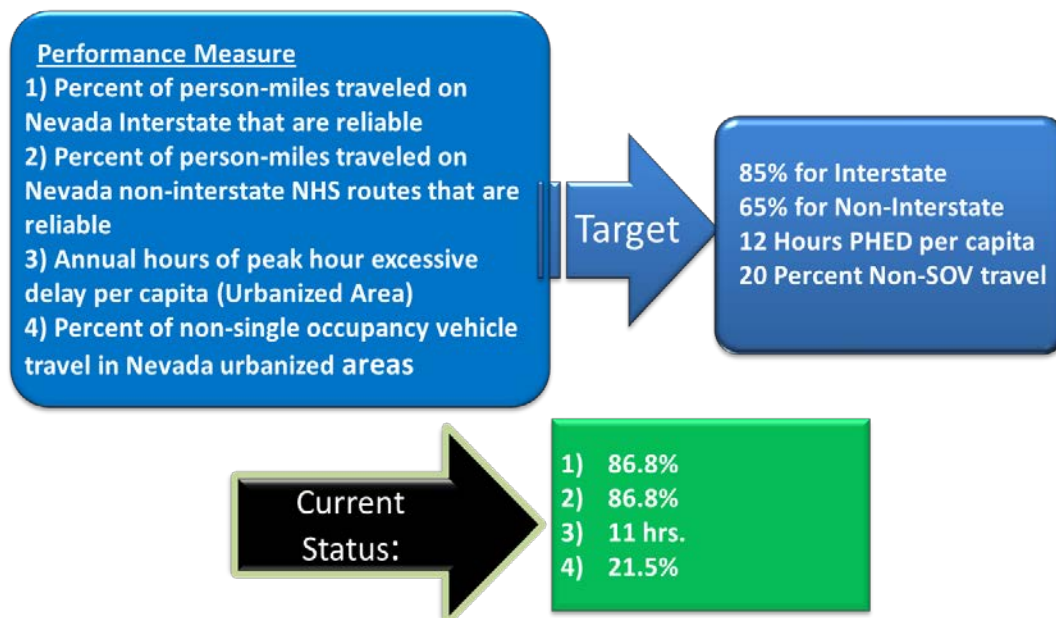 Performance Measure
1) Percent of person-miles traveled on
Nevada Interstate that are reliable
2) Percent of person-miles traveled on
Nevada non-interstate NHS routes that are
reliable
3) Annual hours of peak hour excessive
delay per capita (Urbanized Area)
4) Percent of non-single occupancy vehicle
travel in Nevada urbanized areas
Target
85% for Interstate
65% for Non-Interstate
12 Hours PHED per capita
20 Percent Non-SOV travel
Current
Status:
1) 86.8%
2) 86.8%
3) 11 hrs.
4) 21.5%